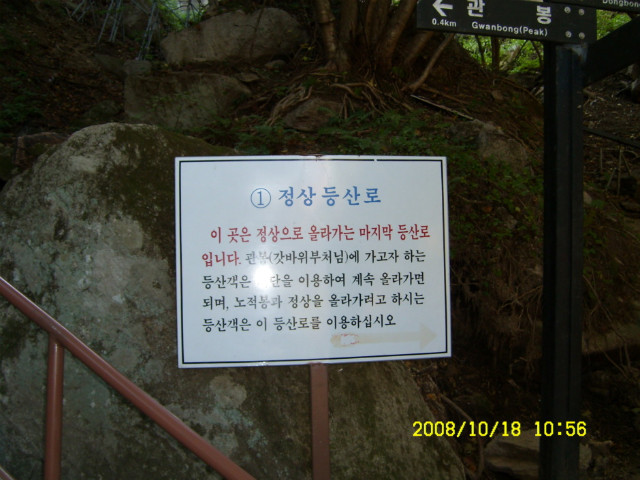 ← 관 봉
0.4km Gwanbong(Peak)
Dongbong
① 정상등산로
이 곳은 정상으로 올라가는 마지막 등산로
입니다. 관봉(갓바위부처님)에 가고자 하는
등산객은 단을 이용하여 계속 올라가면
되며, 노적봉과 정상을 올라가려고 하시는
등산객은 이 등산로를 이용하십시오
2008/10/18 10:56